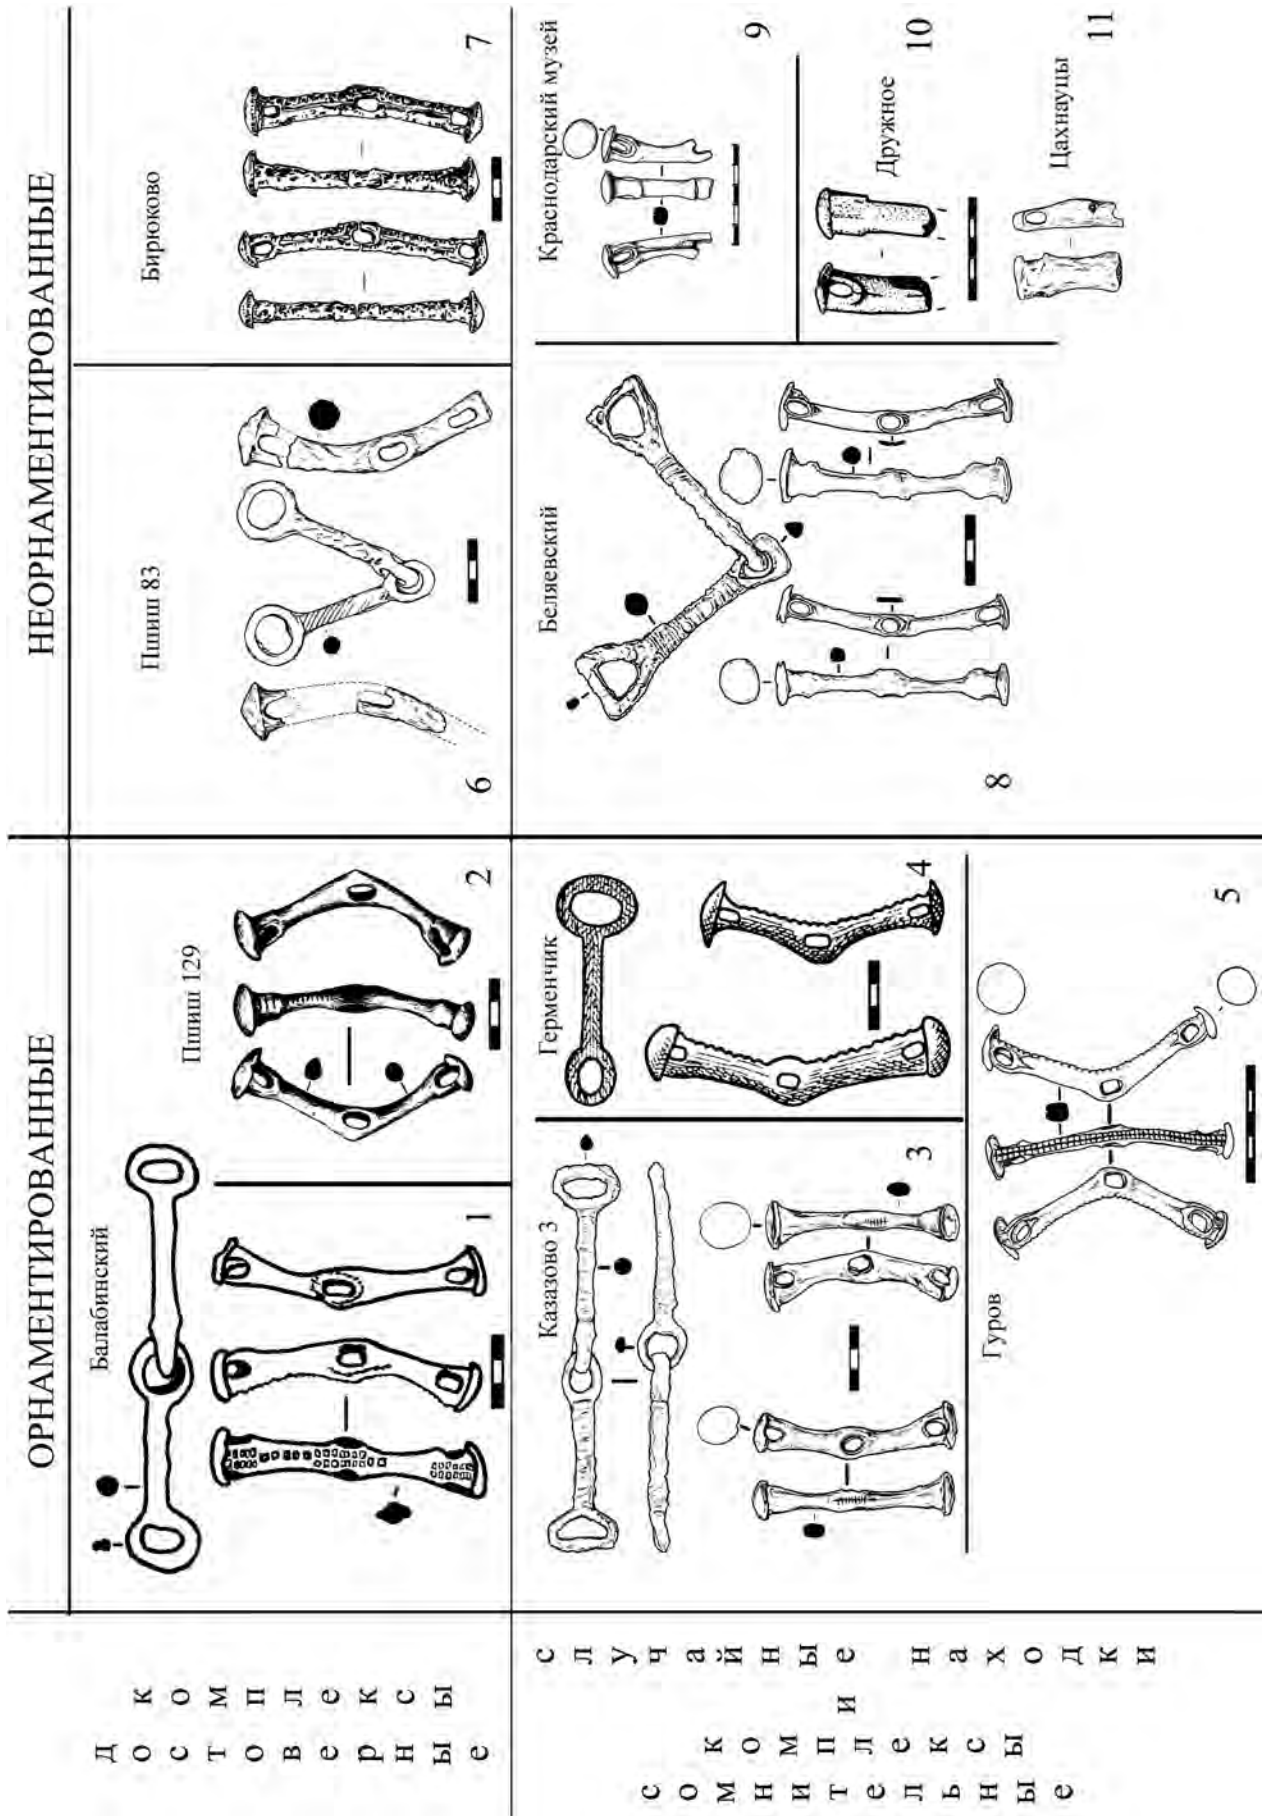 ОРНАМЕНТИРОВАННЫЕ
НЕОРНАМЕНТИРОВАННЫЕ
Достоверные
комплексы
Балабинский
1
Пшиш 129
2
Пшиш 83
6
Бирюково
7
сомнительные
комплексы
и
случайные находки
Казазово 3
3
Герменчик
4
Гуров
5
Беляевский
8
Краснодарский музей
9
Дружное
10
Цахнауцы
11